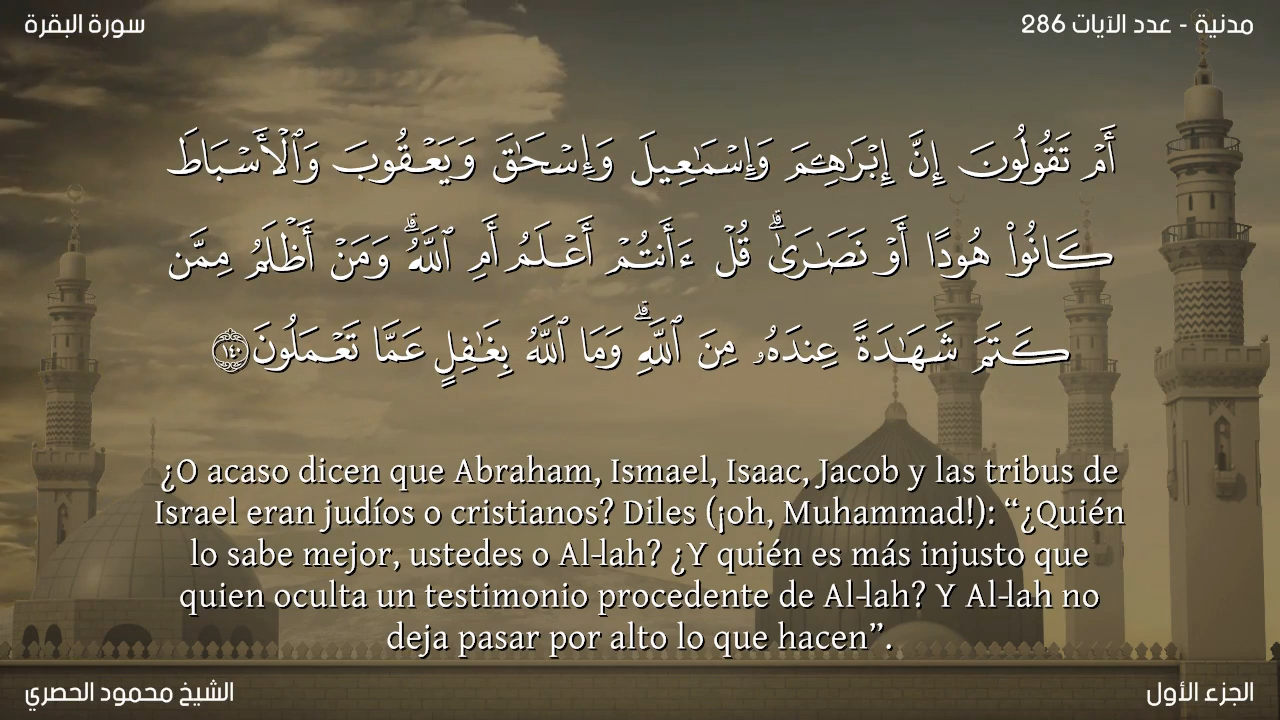 سورة البقرة
مدنية - عدد الآيات 286
أَمۡ تَقُولُونَ إِنَّ إِبۡرَٰهِـۧمَ وَإِسۡمَٰعِيلَ وَإِسۡحَٰقَ وَيَعۡقُوبَ وَٱلۡأَسۡبَاطَ
كَانُواْ هُودًا أَوۡ نَصَٰرَىٰۗ قُلۡ ءَأَنتُمۡ أَعۡلَمُ أَمِ ٱللَّهُۗ وَمَنۡ أَظۡلَمُ مِمَّن
كَتَمَ شَهَٰدَةً عِندَهُۥ مِنَ ٱللَّهِۗ وَمَا ٱللَّهُ بِغَٰفِلٍ عَمَّا تَعۡمَلُونَ ١٤٠
¿O acaso dicen que Abraham, Ismael, Isaac, Jacob y las tribus de
Israel eran judíos o cristianos? Diles (¡oh, Muhammad!): “¿Quién
lo sabe mejor, ustedes o Al-lah? ¿Y quién es más injusto que
quien oculta un testimonio procedente de Al-lah? Y Al-lah no
deja pasar por alto lo que hacen”.
الشيخ محمود الحصري
الجزء الأول